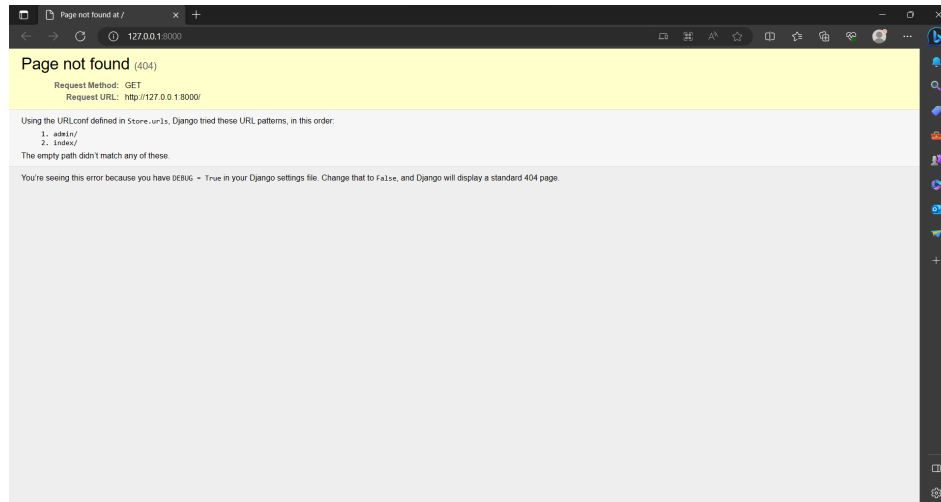 Page not found at /
127.0.0.1:8000
Page not found (404)
Request Method: GET
Request URL: http://127.0.0.1:8000/
Using the URLconf defined in Store.urls, Django tried these URL patterns, in this order:
1. admin/
2. index/
The empty path didn't match any of these.
You're seeing this error because you have DEBUG = True in your Django settings file. Change that to False, and Django will display a standard 404 page.